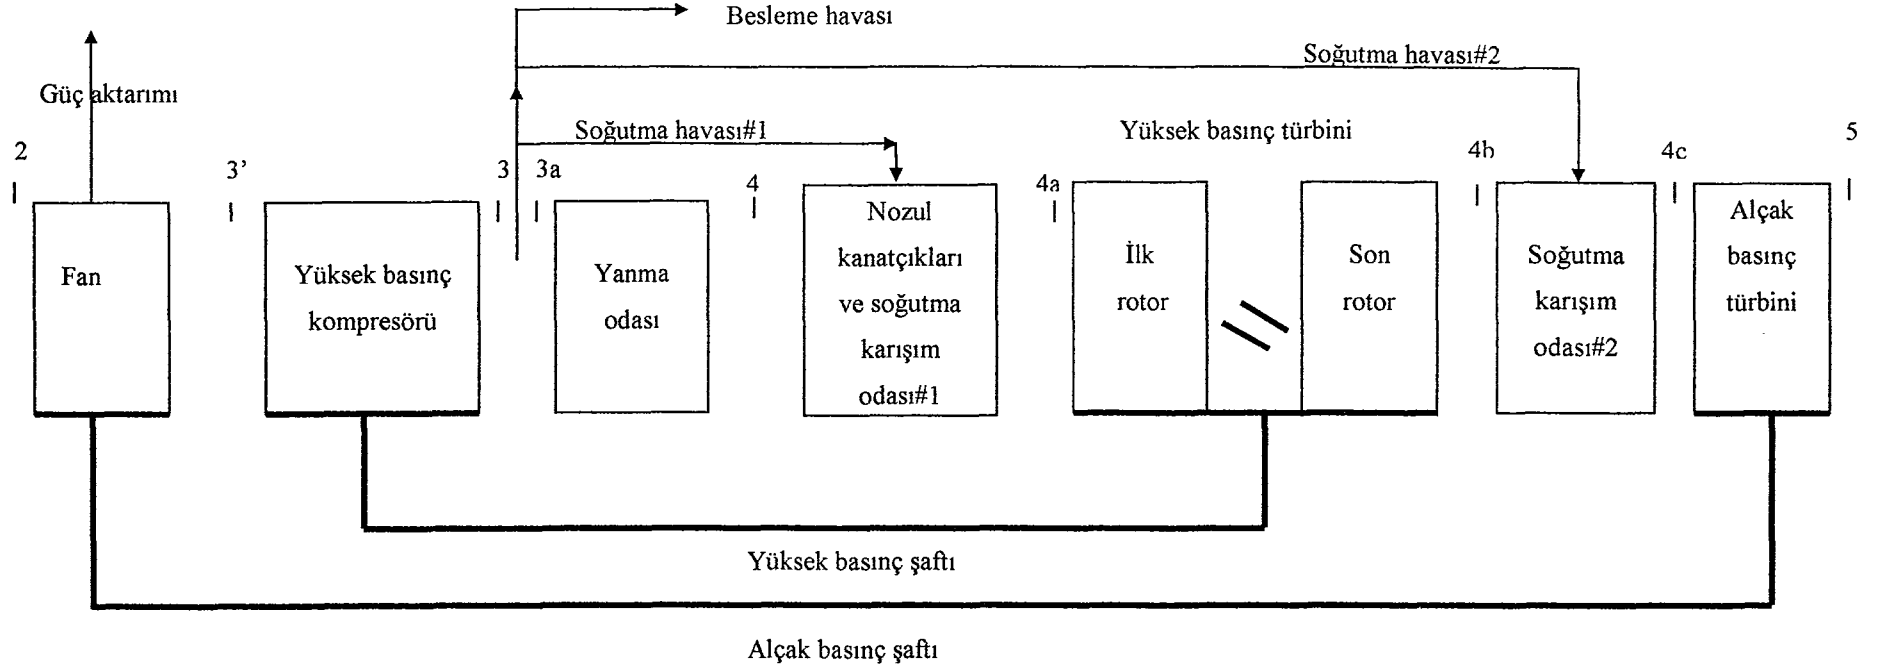 Besleme havası
Soğutma havası#2
Güç aktarımı
Soğutma havası#1
Yüksek basınç türbini
2
3’
3
3a
4
4a
4b
4c
5
Fan
Yüksek basınç
kompresörü
Yanma
odası
Nozul
kanatçıkları
ve soğutma
karışım
odası#1
İlk
rotor
Son
rotor
Soğutma
karışım
odası#2
Alçak
basınç
türbini
Yüksek basınç şaftı
Alçak basınç şaftı